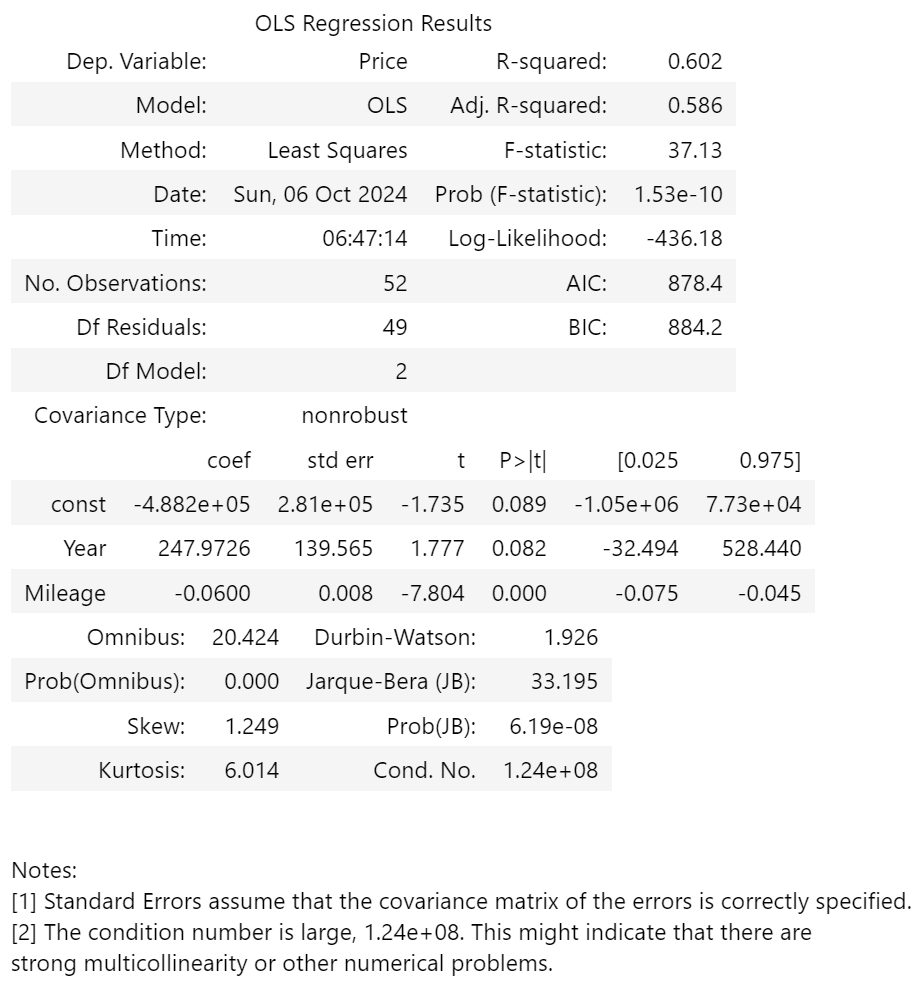 OLS Regression Results
Dep. Variable: Price R-squared: 0.602
Model: OLS Adj. R-squared: 0.586
Method: Least Squares F-statistic: 37.13
Date: Sun, 06 Oct 2024 Prob (F-statistic): 1.53e-10
Time: 06:47:14 Log-Likelihood: -436.18
No. Observations: 52 AIC: 878.4
Df Residuals: 49 BIC: 884.2
Df Model: 2
Covariance Type: nonrobust
coef std err t P>|t| [0.025 0.975]
const -4.882e+05 2.81e+05 -1.735 0.089 -1.05e+06 7.73e+04
Year 247.9726 139.565 1.777 0.082 -32.494 528.440
Mileage -0.0600 0.008 -7.804 0.000 -0.075 -0.045
Omnibus: 20.424 Durbin-Watson: 1.926
Prob(Omnibus): 0.000 Jarque-Bera (JB): 33.195
Skew: 1.249 Prob(JB): 6.19e-08
Kurtosis: 6.014 Cond. No. 1.24e+08
Notes:
[1] Standard Errors assume that the covariance matrix of the errors is correctly specified.
[2] The condition number is large, 1.24e+08. This might indicate that there are
strong multicollinearity or other numerical problems.